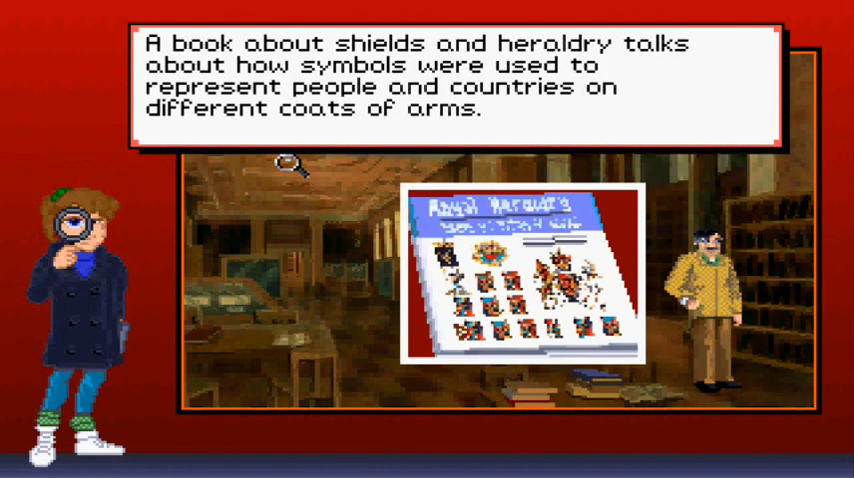 A book about shields and heraldry talks
about how symbols were used to
represent people and countries on
different coats of arms.